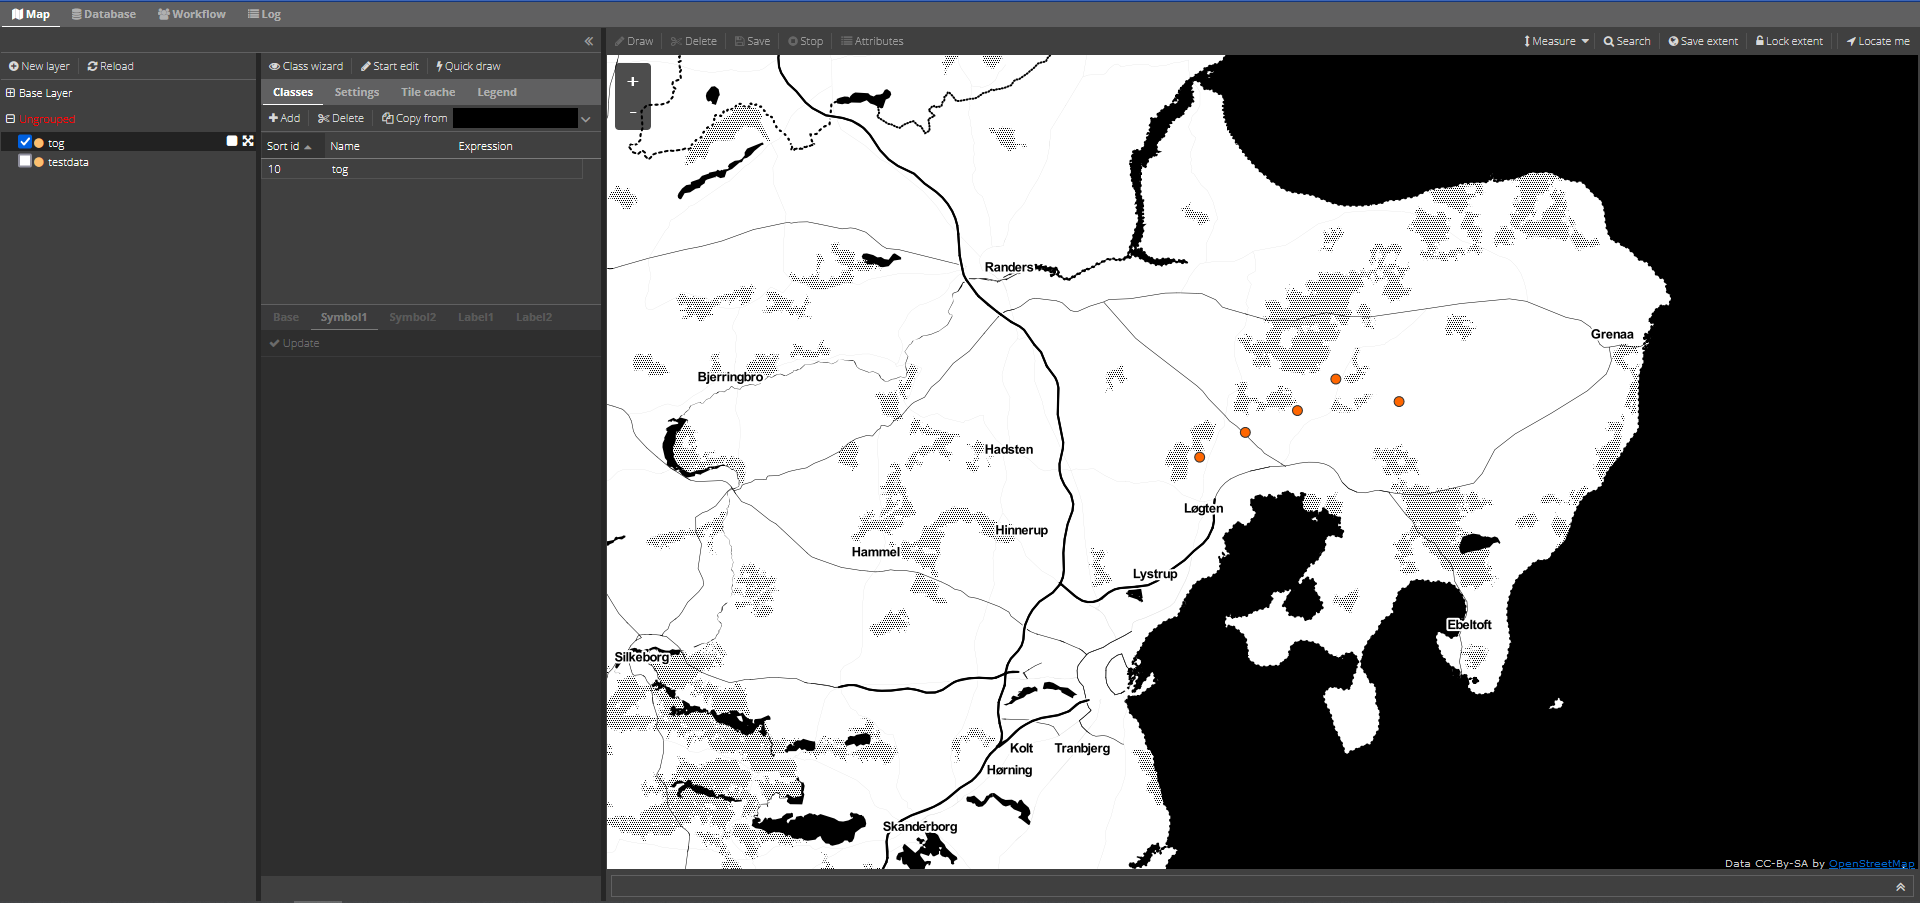 Map Database Workflow Log
Draw Delete Save Stop Attributes Measure Search Save extent Lock extent Locate me
New layer Reload
Class wizard Start edit Quick draw
Base Layer
Classes Settings Tile cache Legend
Ungrouped
Add Delete Copy from
tog
testdata
Sort id Name Expression
10 tog
Base Symbol1 Symbol2 Label1 Label2
Update
+
-
Randers
Grenaa
Bjerringbro
Hadsten
Løgten
Hinnerup
Hammel
Lystrup
Ebeltoft
Silkeborg
Kolt Tranbjerg
Hørning
Skanderborg
Data CC-By-SA by OpenStreetMap